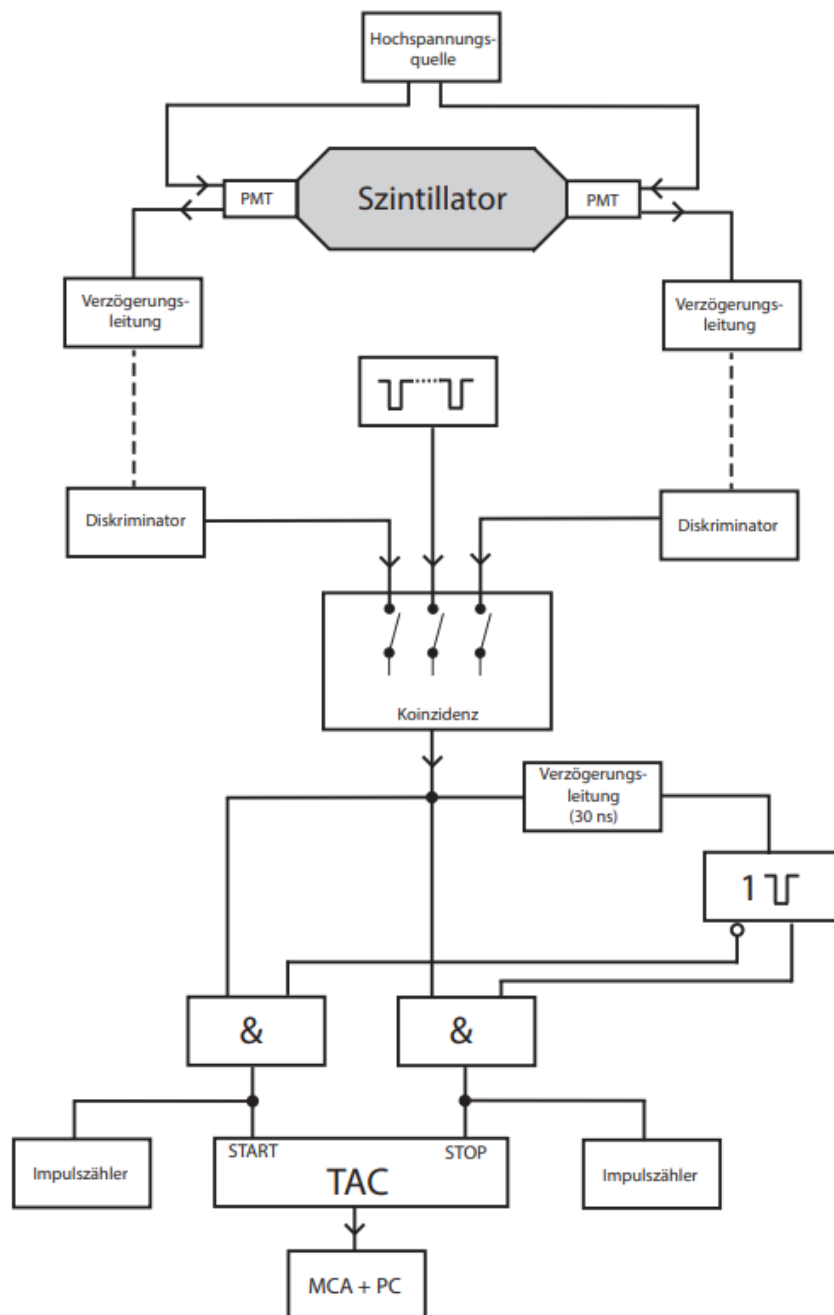 Hochspannungs-
quelle
PMT
Szintillator
PMT
Verzögerungs-
leitung
Verzögerungs-
leitung
Diskriminator
Diskriminator
Koinzidenz
Verzögerungs-
leitung
(30 ns)
1
&
&
START
STOP
Impulszähler
TAC
Impulszähler
MCA + PC